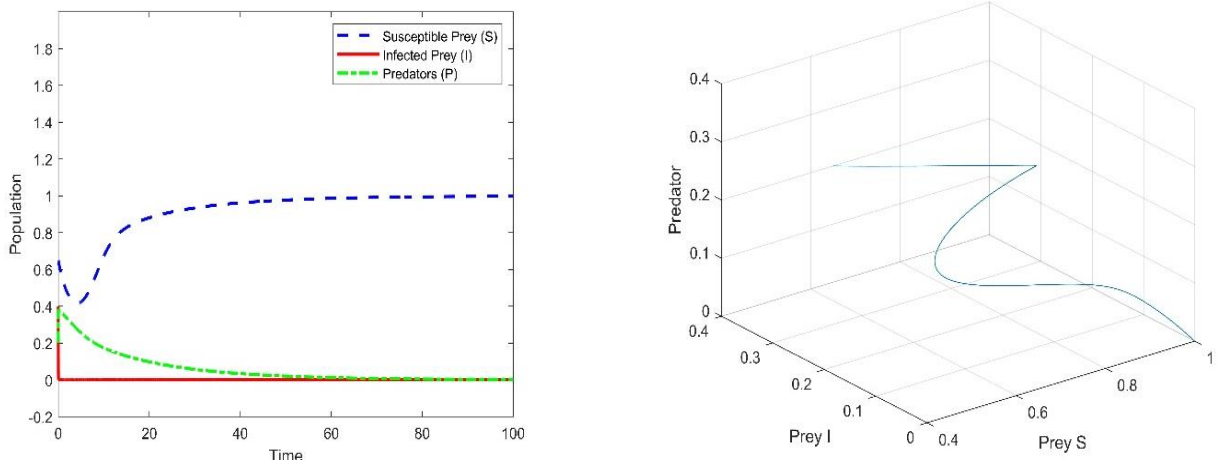 Susceptible Prey (S)
Infected Prey (I)
Predators (P)
1.8
1.6
1.4
1.2
1
0.8
0.6
0.4
0.2
0
-0.2
Population
0 20 40 60 80 100
Time
0.4
0.3
0.2
0.1
0
Predator
0.4
0.3
0.2
0.1
0
Prey I
0.4
0.6
0.8
1
Prey S